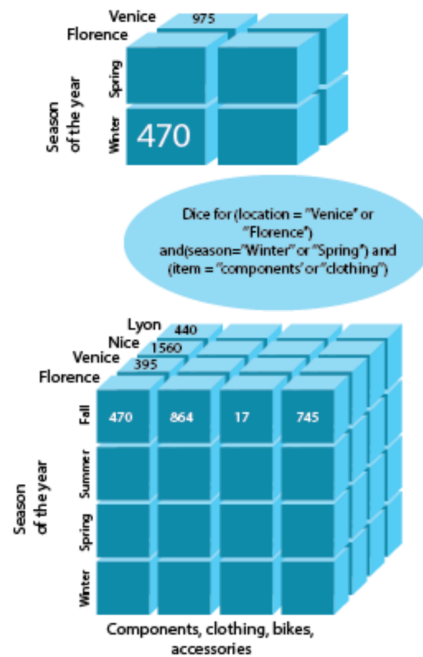 Venice
975
Florence
Season
of the year
Spring
Winter
470
Dice for (location = "Venice" or
"Florence")
and(season="Winter" or "Spring") and
(item = "components' or "clothing")
Lyon
440
Nice
1560
Venice
395
Florence
Season
of the year
Fall
470 864 17 745
Summer
Spring
Winter
Components, clothing, bikes,
accessories